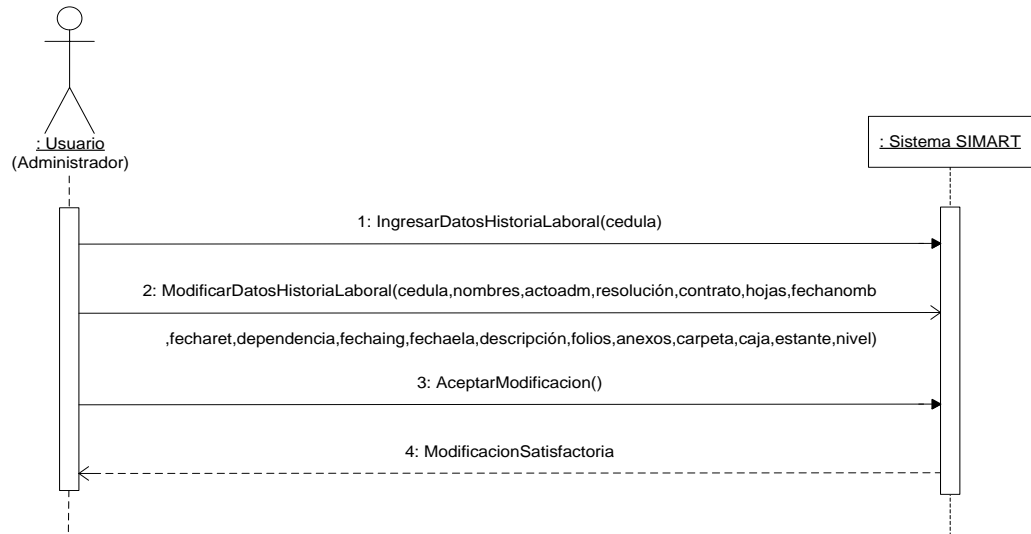 : Usuario
(Administrador)
: Sistema SIMART
1: IngresarDatosHistoriaLaboral(cedula)
2: ModificarDatosHistoriaLaboral(cedula,nombres,actoadm,resolución,contrato,hojas,fechanomb
,fecharet,dependencia,fechaing,fechaela,descripción,folios,anexos,carpeta,caja,estante,nivel)
3: AceptarModificacion()
4: ModificacionSatisfactoria